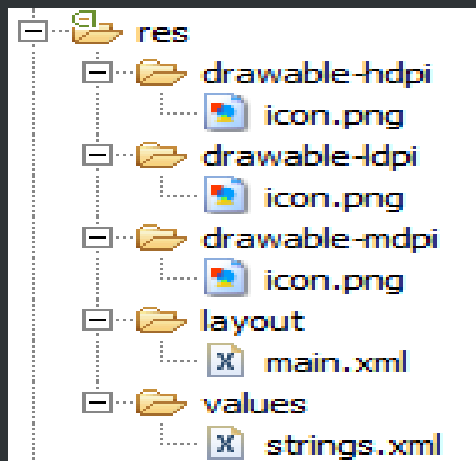 res
drawable-hdpi
icon.png
drawable-ldpi
icon.png
drawable-mdpi
icon.png
layout
main.xml
values
strings.xml